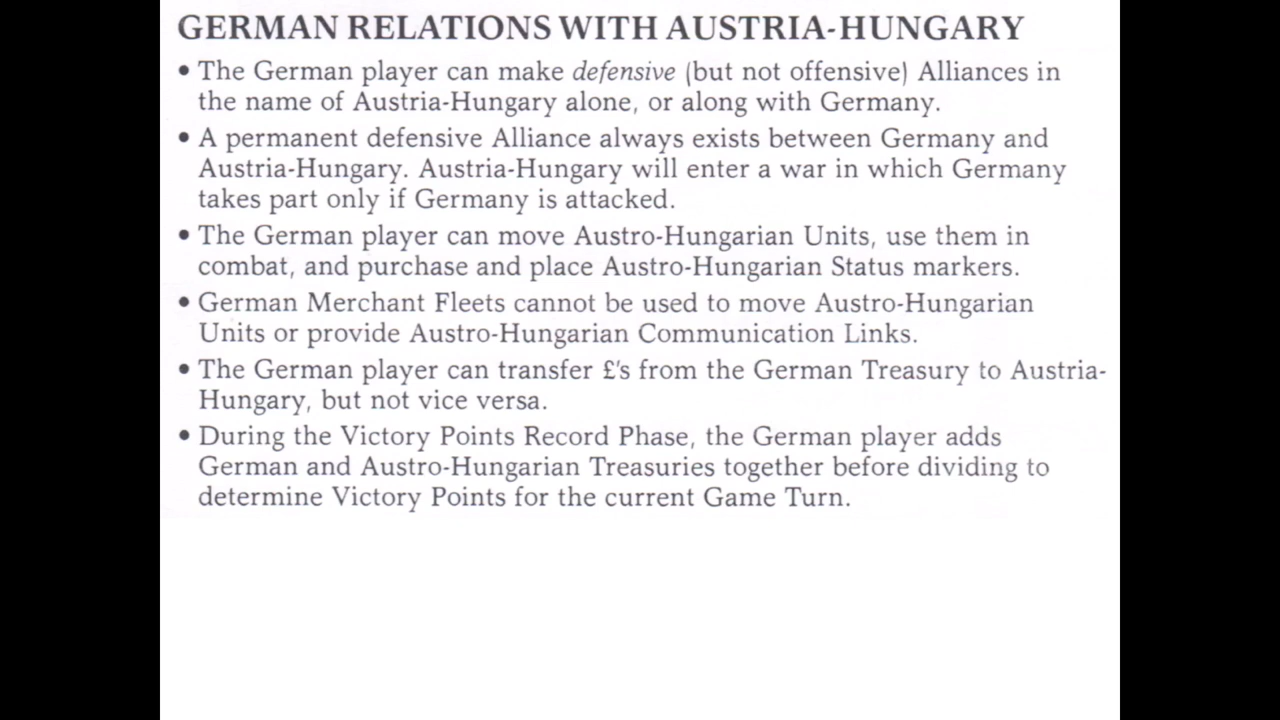 GERMAN RELATIONS WITH AUSTRIA-HUNGARY
• The German player can make defensive (but not offensive) Alliances in
the name of Austria-Hungary alone, or along with Germany.
• A permanent defensive Alliance always exists between Germany and
Austria-Hungary. Austria-Hungary will enter a war in which Germany
takes part only if Germany is attacked.
• The German player can move Austro-Hungarian Units, use them in
combat, and purchase and place Austro-Hungarian Status markers.
• German Merchant Fleets cannot be used to move Austro-Hungarian
Units or provide Austro-Hungarian Communication Links.
• The German player can transfer £'s from the German Treasury to Austria-
Hungary, but not vice versa.
• During the Victory Points Record Phase, the German player adds
German and Austro-Hungarian Treasuries together before dividing to
determine Victory Points for the current Game Turn.